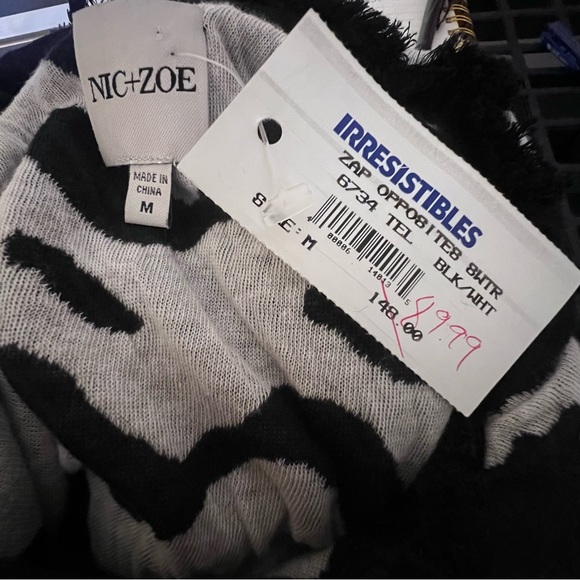 NIC+ZOE
MADE IN
CHINA
M
IRRESISTIBLES
ZAP OPPOSITES SWTR
6734 TEL BLK/WHT
SIZE: M
148.00
89.99